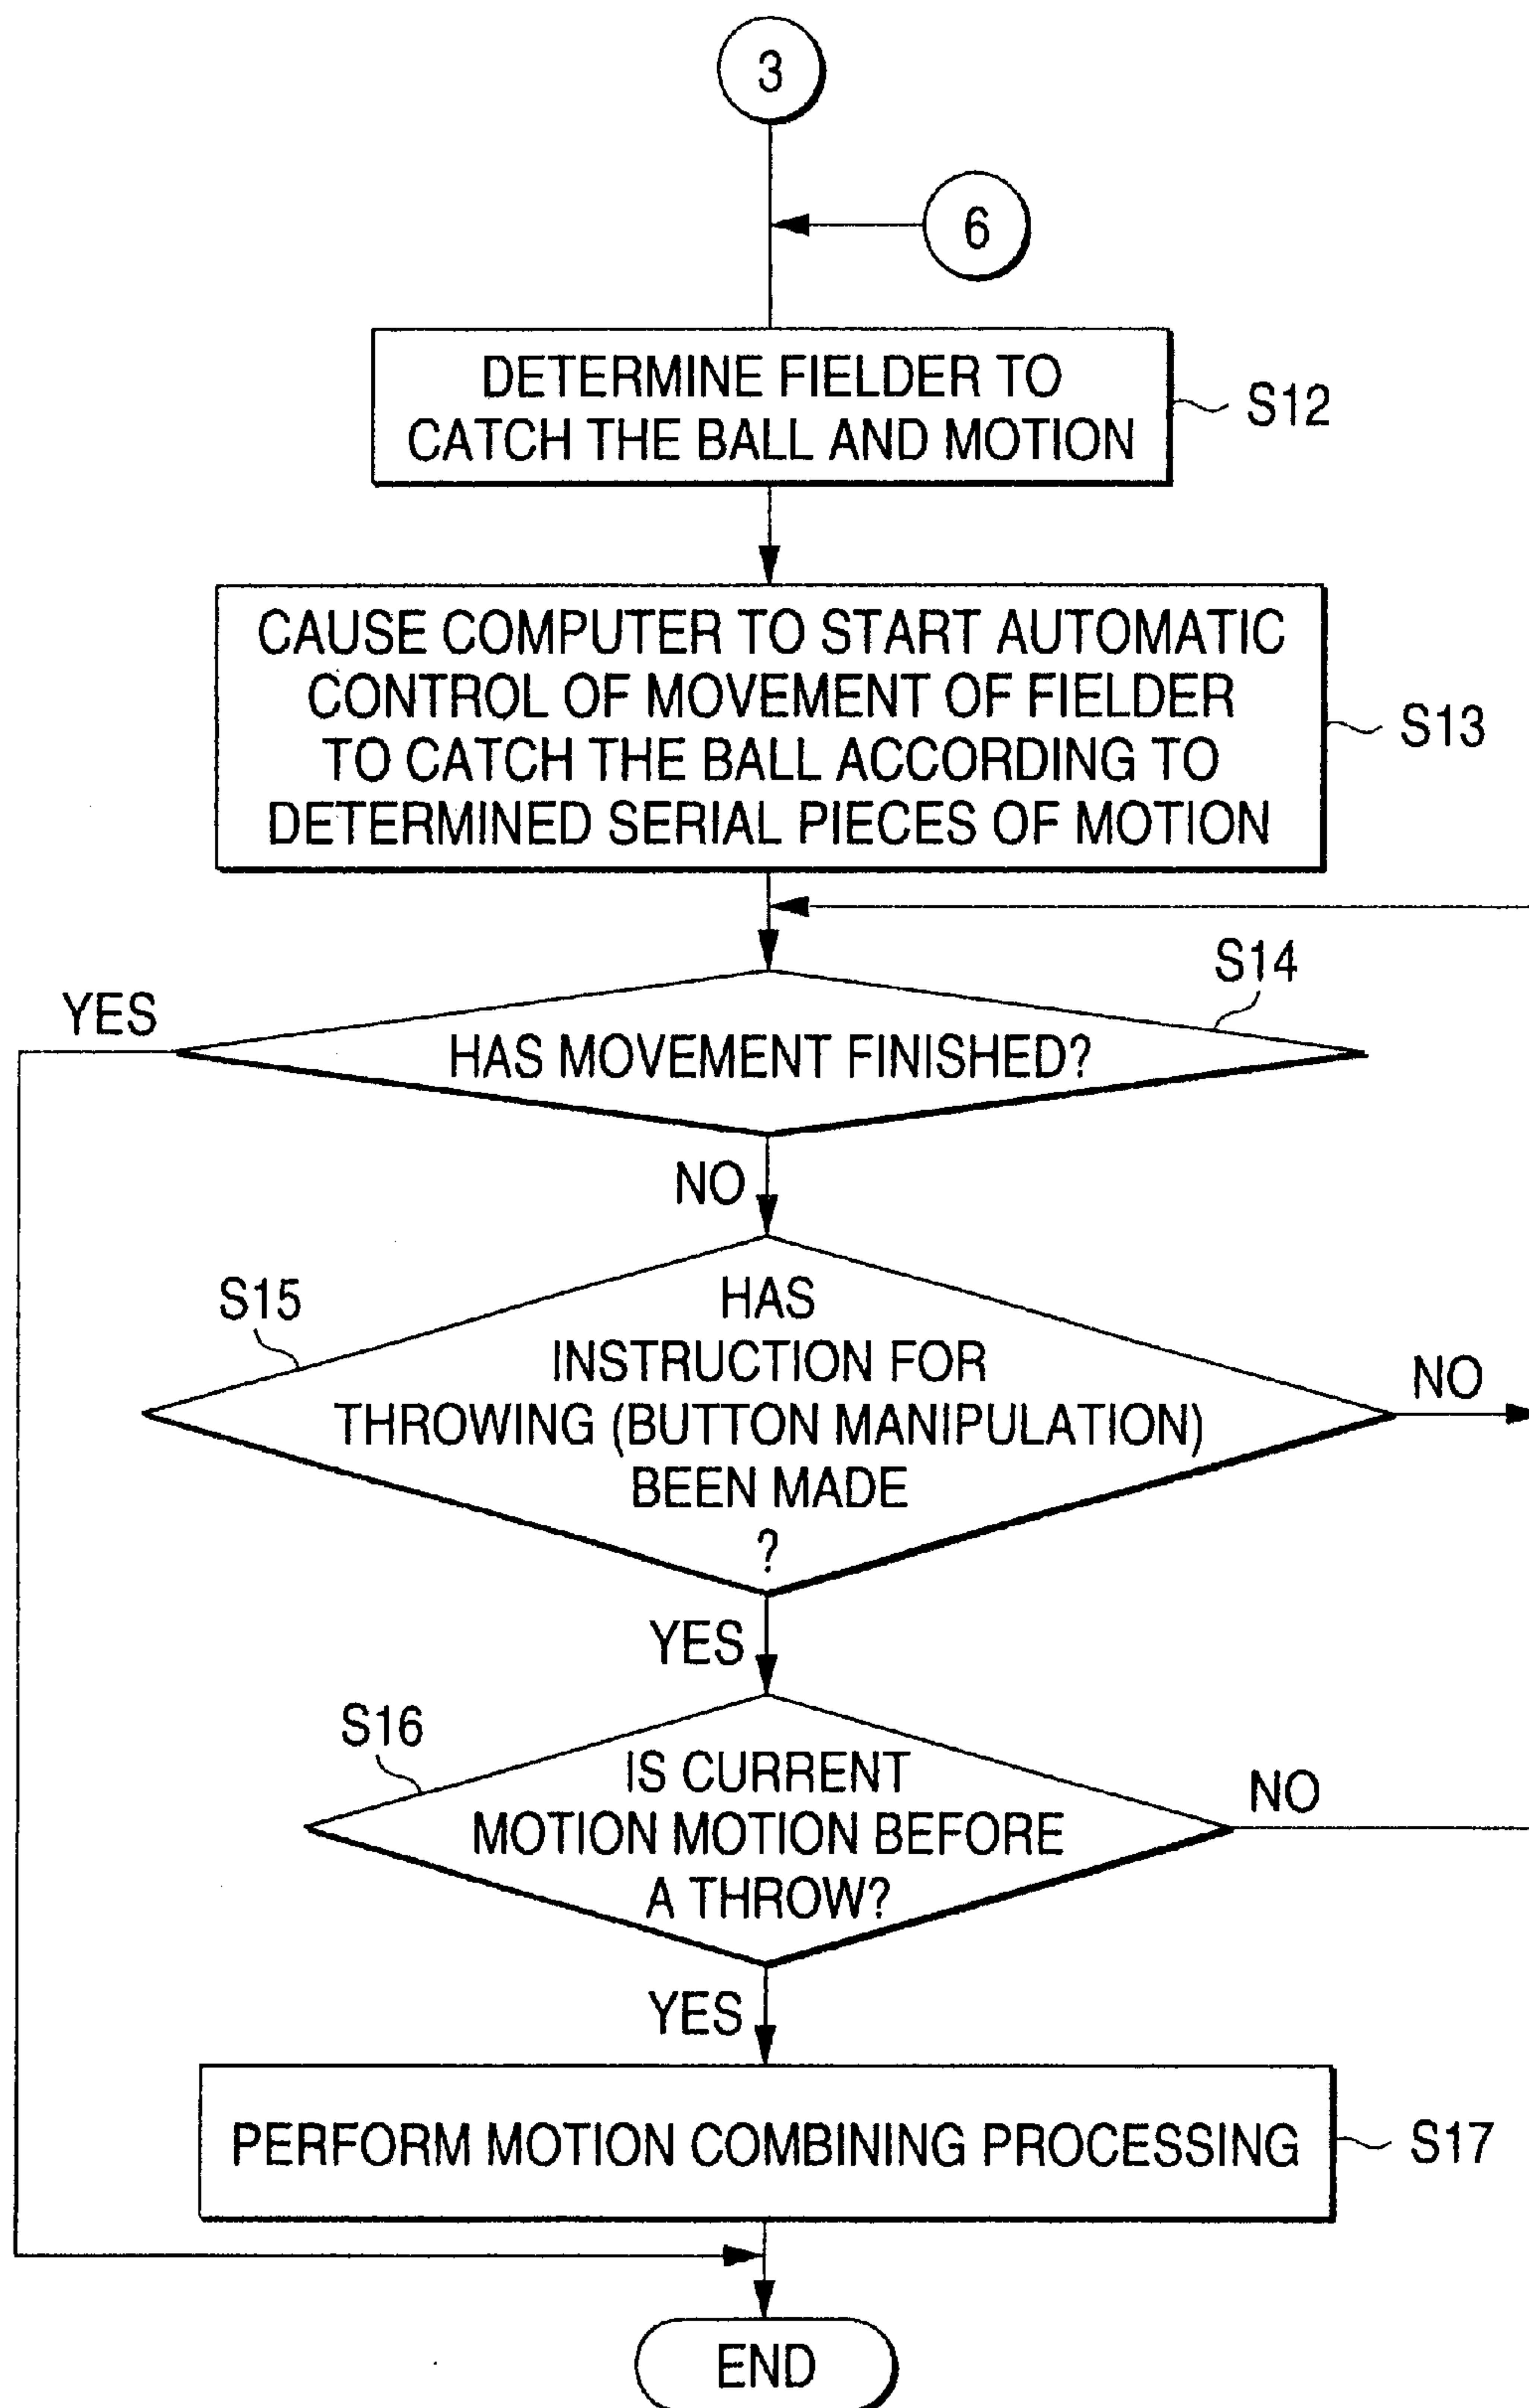 3
6
DETERMINE FIELDER TO
CATCH THE BALL AND MOTION
S12
CAUSE COMPUTER TO START AUTOMATIC
CONTROL OF MOVEMENT OF FIELDER
TO CATCH THE BALL ACCORDING TO
DETERMINED SERIAL PIECES OF MOTION
S13
S14
YES
HAS MOVEMENT FINISHED?
NO
S15
HAS
INSTRUCTION FOR
THROWING (BUTTON MANIPULATION)
BEEN MADE
?
NO
YES
S16
IS CURRENT
MOTION MOTION BEFORE
A THROW?
NO
YES
PERFORM MOTION COMBINING PROCESSING
S17
END